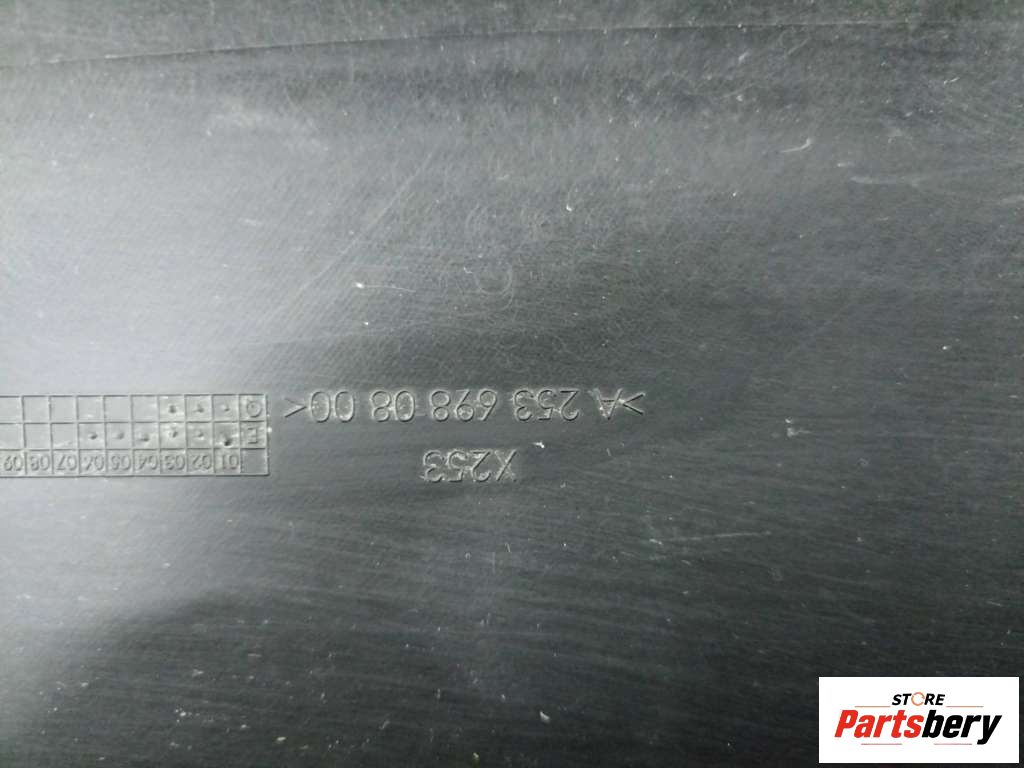 X253
>A 253 698 08 00<
01 02 03 04 05 06 07 08 09
E
STORE
Partsbery